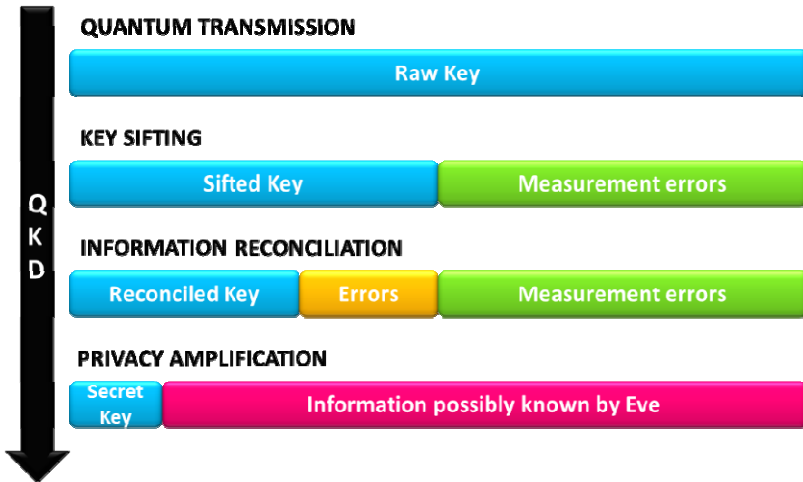 QUANTUM TRANSMISSION
Raw Key
KEY SIFTING
Sifted Key Measurement errors
Q
K
D
INFORMATION RECONCILIATION
Reconciled Key Errors Measurement errors
PRIVACY AMPLIFICATION
Secret
Key
Information possibly known by Eve